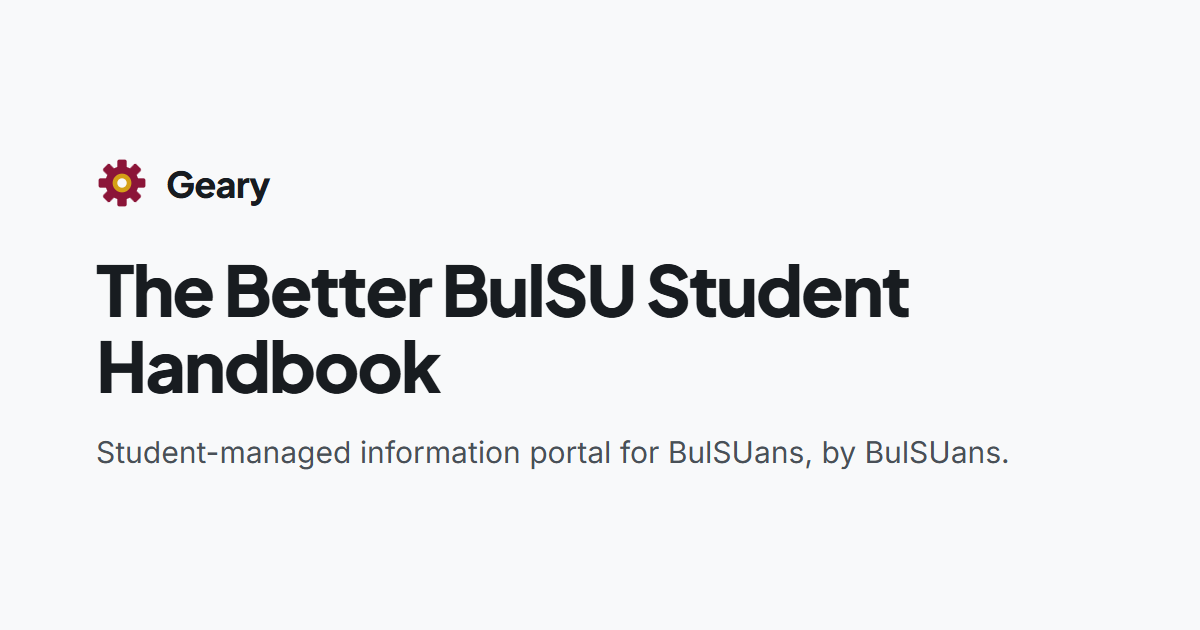 Geary
The Better BulSU Student
Handbook
Student-managed information portal for BulSUans, by BulSUans.